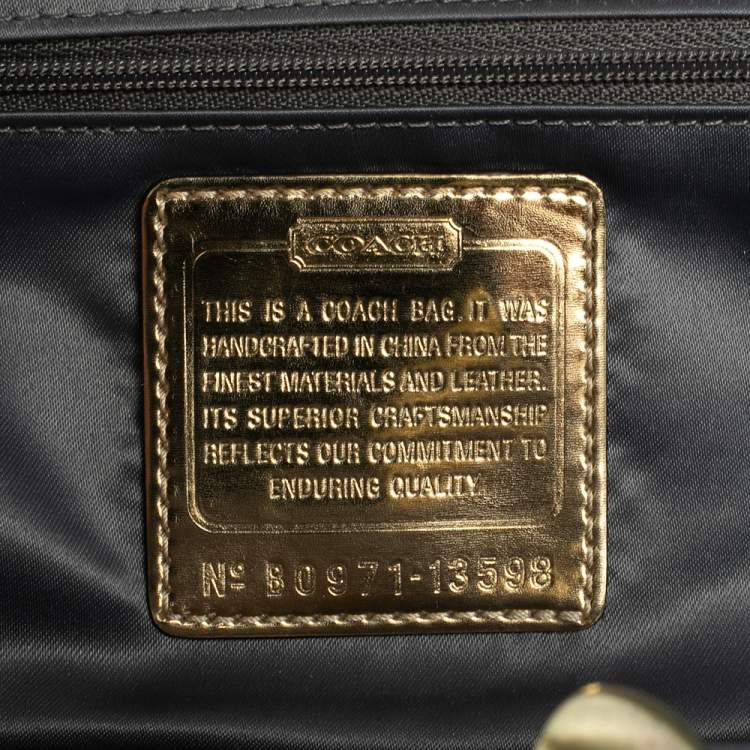 COACH
THIS IS A COACH BAG. IT WAS
HANDCRAFTED IN CHINA FROM THE
FINEST MATERIALS AND LEATHER.
ITS SUPERIOR CRAFTSMANSHIP
REFLECTS OUR COMMITMENT TO
ENDURING QUALITY.
Nº B0971-13598